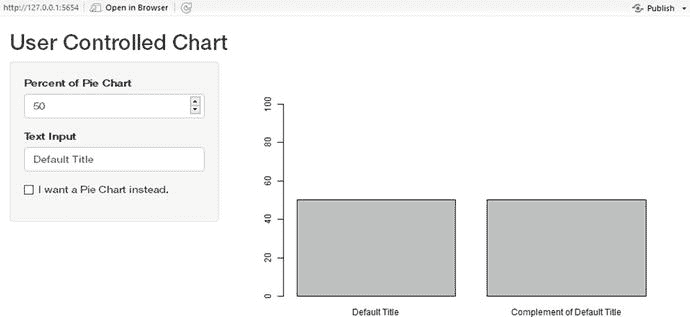 http://127.0.0.1:5654 Open in Browser Publish
User Controlled Chart
Percent of Pie Chart
50
Text Input
Default Title
I want a Pie Chart instead.
100
80
60
40
20
0
Default Title Complement of Default Title